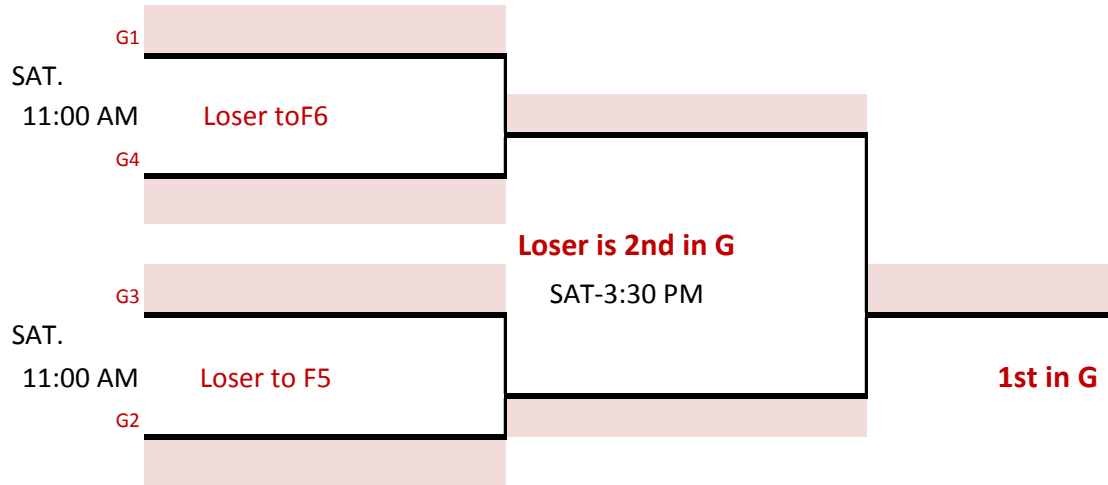 G1
SAT.
11:00 AM
Loser toF6
G4
Loser is 2nd in G
SAT-3:30 PM
G3
SAT.
11:00 AM
Loser to F5
1st in G
G2